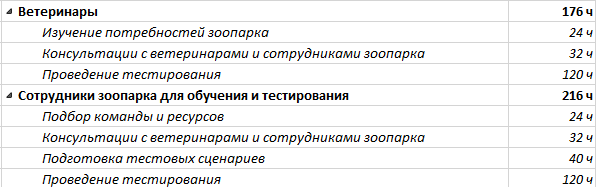 Ветеринары 176 ч
Изучение потребностей зоопарка 24 ч
Консультации с ветеринарами и сотрудниками зоопарка 32 ч
Проведение тестирования 120 ч
Сотрудники зоопарка для обучения и тестирования 216 ч
Подбор команды и ресурсов 24 ч
Консультации с ветеринарами и сотрудниками зоопарка 32 ч
Подготовка тестовых сценариев 40 ч
Проведение тестирования 120 ч